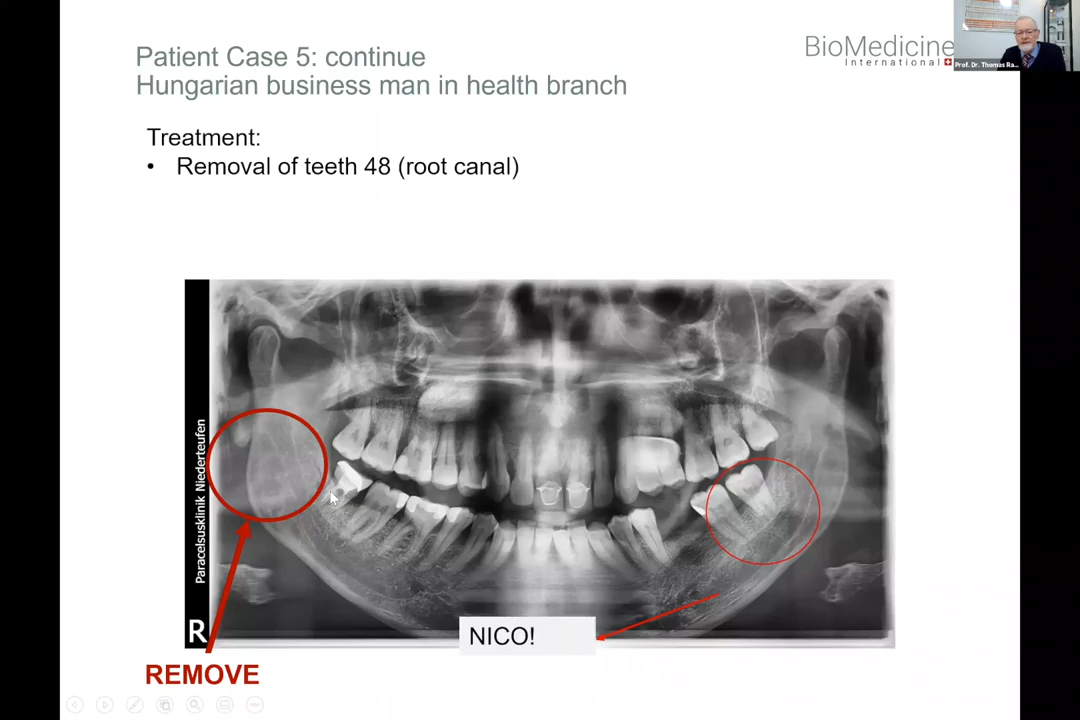 Patient Case 5: continue
Hungarian business man in health branch
BioMedicine
International
Prof. Dr. Thomas Ra...
Treatment:
• Removal of teeth 48 (root canal)
Paracelsusklinik Niederteufen
R
NICO!
REMOVE